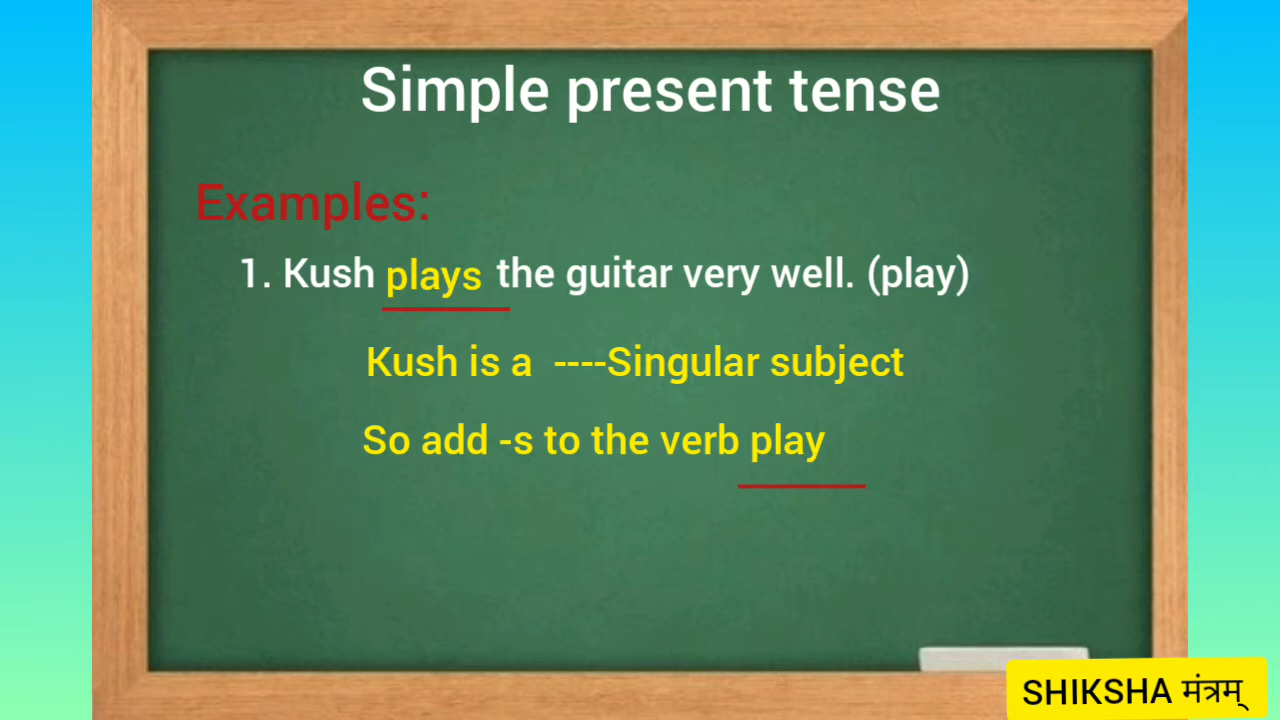 Simple present tense
Examples:
1. Kush plays the guitar very well. (play)
Kush is a ----Singular subject
So add -s to the verb play
SHIKSHA मंत्रम्